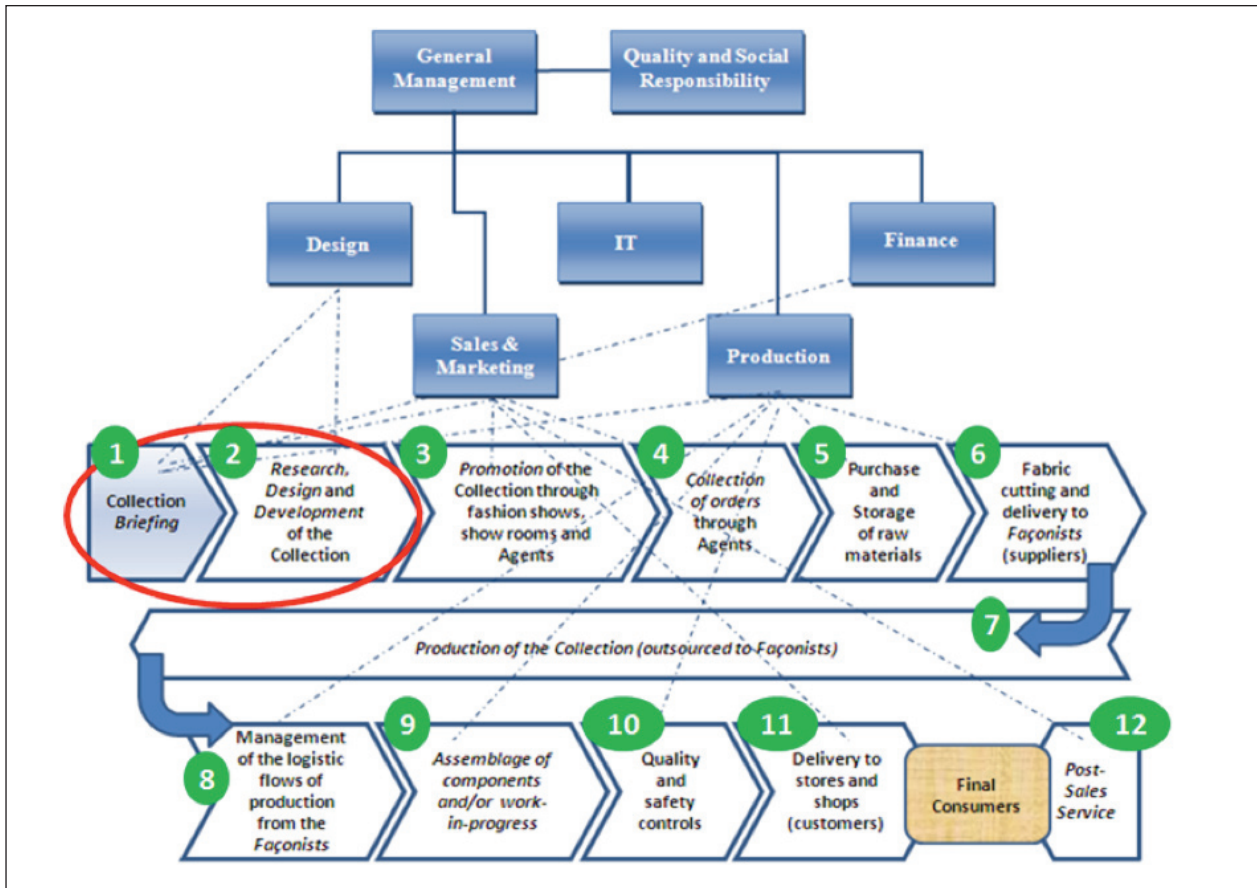 General
Management
Quality and Social
Responsibility
Design
IT
Finance
Sales &
Marketing
Production
1
Collection
Briefing
2
Research,
Design and
Development
of the
Collection
3
Promotion of the
Collection through
fashion shows,
show rooms and
Agents
4
Collection
of orders
through
Agents
5
Purchase
and
Storage
of raw
materials
6
Fabric
cutting and
delivery to
Façonists
(suppliers)
7
Production of the Collection (outsourced to Façonists)
8
Management
of the logistic
flows of
production
from the
Façonists
9
Assemblage of
components
and/or work-
in-progress
10
Quality
and
safety
controls
11
Delivery to
stores and
shops
(customers)
Final
Consumers
12
Post-
Sales
Service